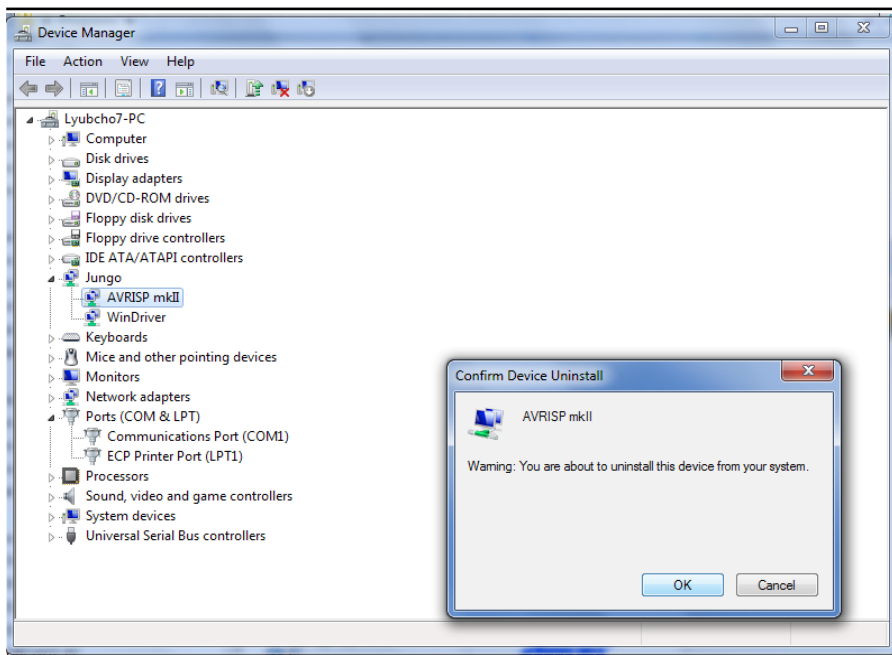 Device Manager
File Action View Help
Lyubcho7-PC
Computer
Disk drives
Display adapters
DVD/CD-ROM drives
Floppy disk drives
Floppy drive controllers
IDE ATA/ATAPI controllers
Jungo
AVRISP mkII
WinDriver
Keyboards
Mice and other pointing devices
Monitors
Network adapters
Ports (COM & LPT)
Communications Port (COM1)
ECP Printer Port (LPT1)
Processors
Sound, video and game controllers
System devices
Universal Serial Bus controllers
Confirm Device Uninstall
AVRISP mkII
Warning: You are about to uninstall this device from your system.
OK Cancel